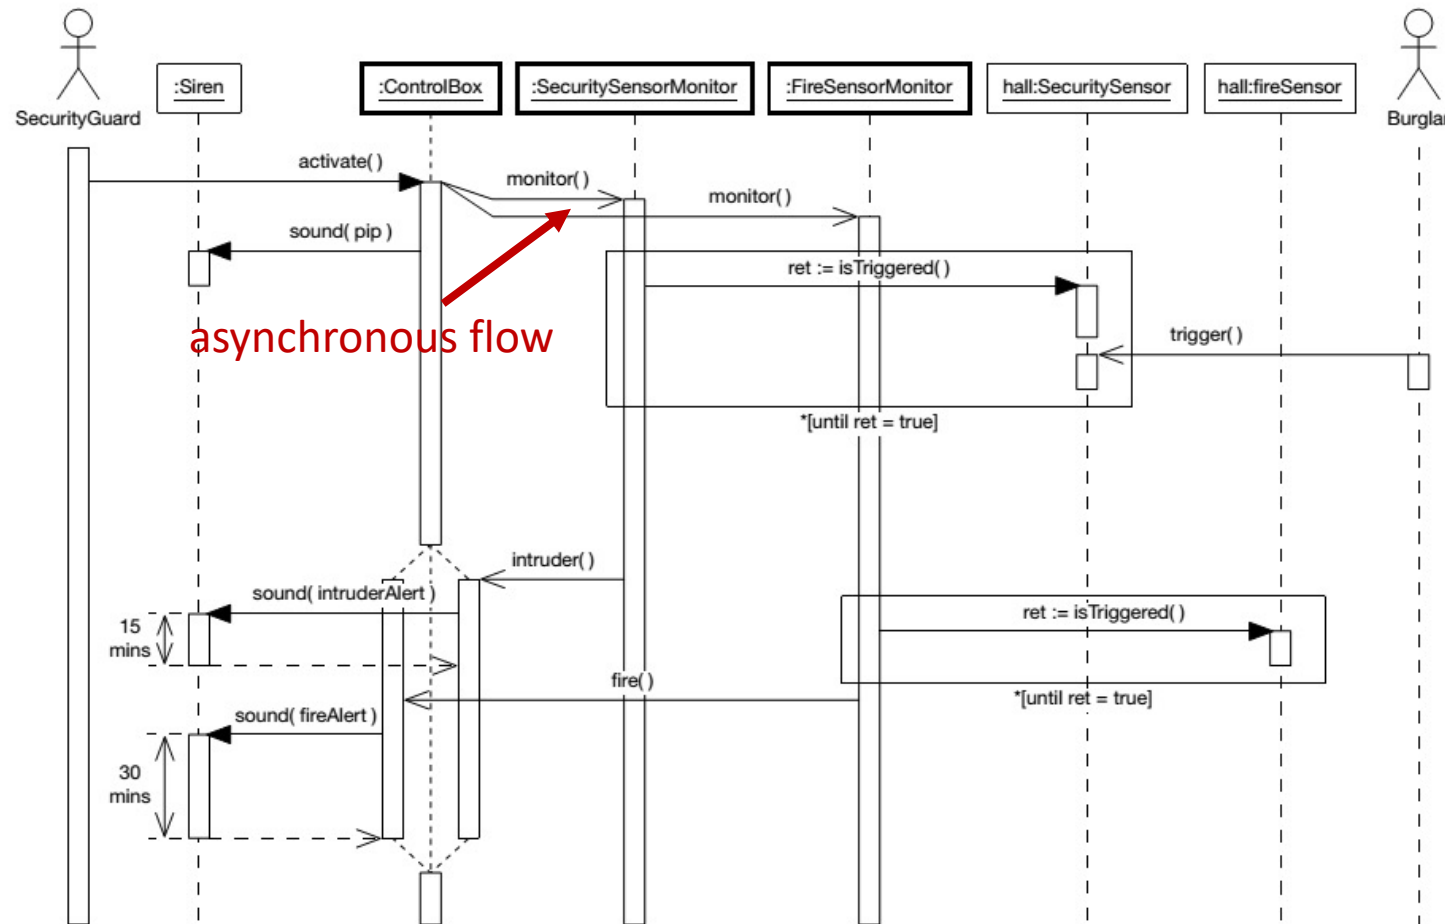 :Siren
:ControlBox
:SecuritySensorMonitor
:FireSensorMonitor
hall:SecuritySensor
hall:fireSensor
SecurityGuard
Burglar
activate( )
monitor( )
monitor( )
sound( pip )
ret := isTriggered( )
asynchronous flow
trigger( )
*[until ret = true]
intruder( )
sound( intruderAlert )
ret := isTriggered( )
15
mins
fire( )
*[until ret = true]
sound( fireAlert )
30
mins